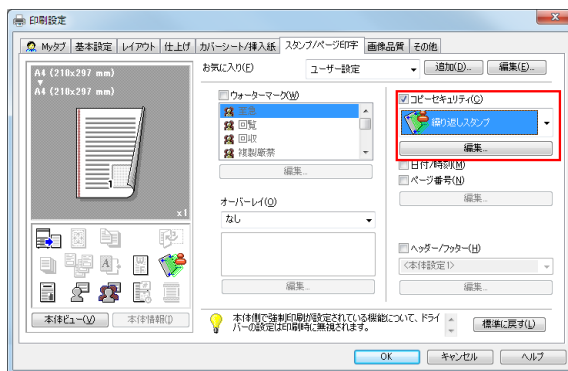 印刷設定
Myタブ 基本設定 レイアウト 仕上げ カバーシート/挿入紙 スタンプ/ページ印字 画像品質 その他
A4 (210x297 mm)
A4 (210x297 mm)
1
x1
本体ビュー(V) 本体情報(I)
お気に入り(F) ユーザー設定 追加(D)... 編集(E)...
ウォーターマーク(W)
至急
回覧
回収
複製厳禁
編集...
オーバーレイ(O)
なし
編集...
コピーセキュリティ(C)
繰り返しスタンプ
編集...
日付/時刻(M)
ページ番号(N)
編集...
ヘッダー/フッター(H)
<本体設定1>
編集...
本体側で強制印刷が設定されている機能について、ドライ
バーの設定は印刷時に無視されます。
標準に戻す(L)
OK キャンセル ヘルプ